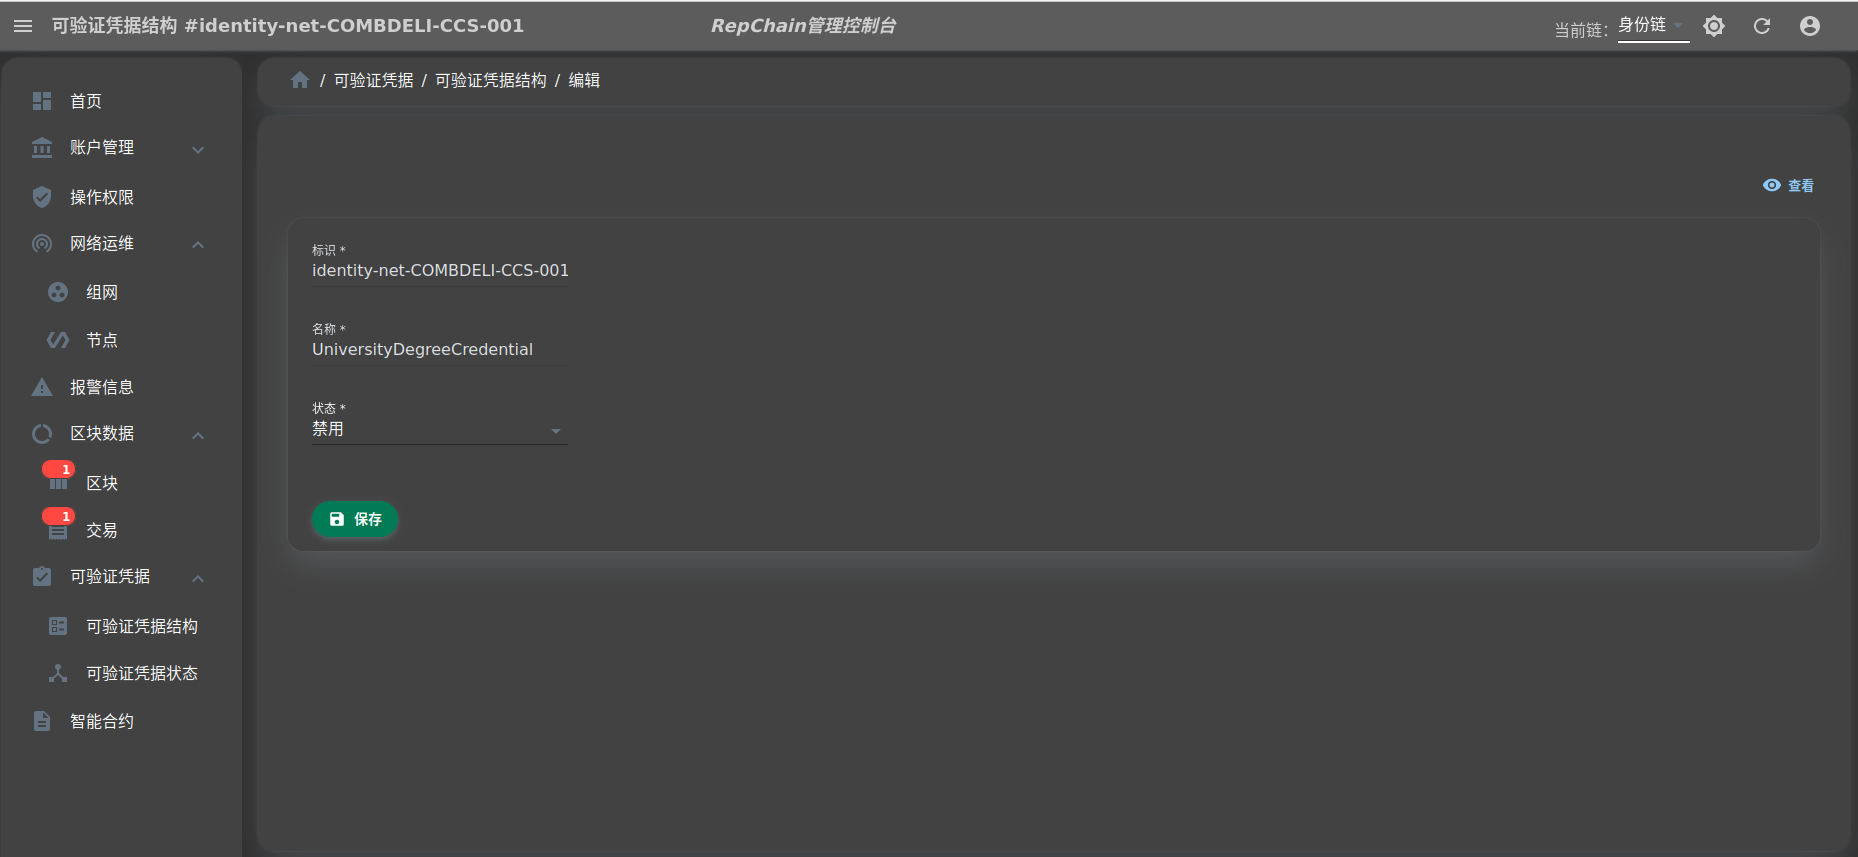 可验证凭据结构 #identity-net-COMBDELI-CCS-001
RepChain管理控制台
当前链：
身份链
首页
账户管理
操作权限
网络运维
组网
节点
报警信息
区块数据
1
区块
1
交易
可验证凭据
可验证凭据结构
可验证凭据状态
智能合约
/ 可验证凭据 / 可验证凭据结构 / 编辑
查看
标识 *
identity-net-COMBDELI-CCS-001
名称 *
UniversityDegreeCredential
状态 *
禁用
保存